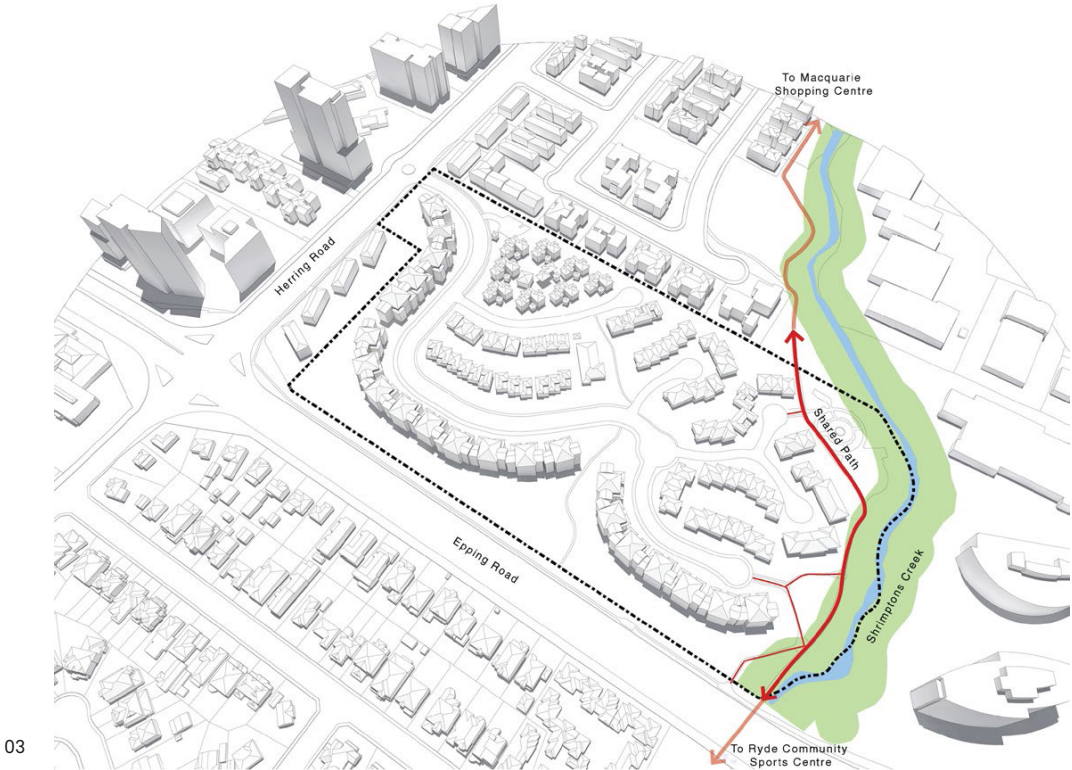 To Macquarie
Shopping Centre
Herring Road
Shared Path
Epping Road
Shrimptons Creek
03
To Ryde Community
Sports Centre